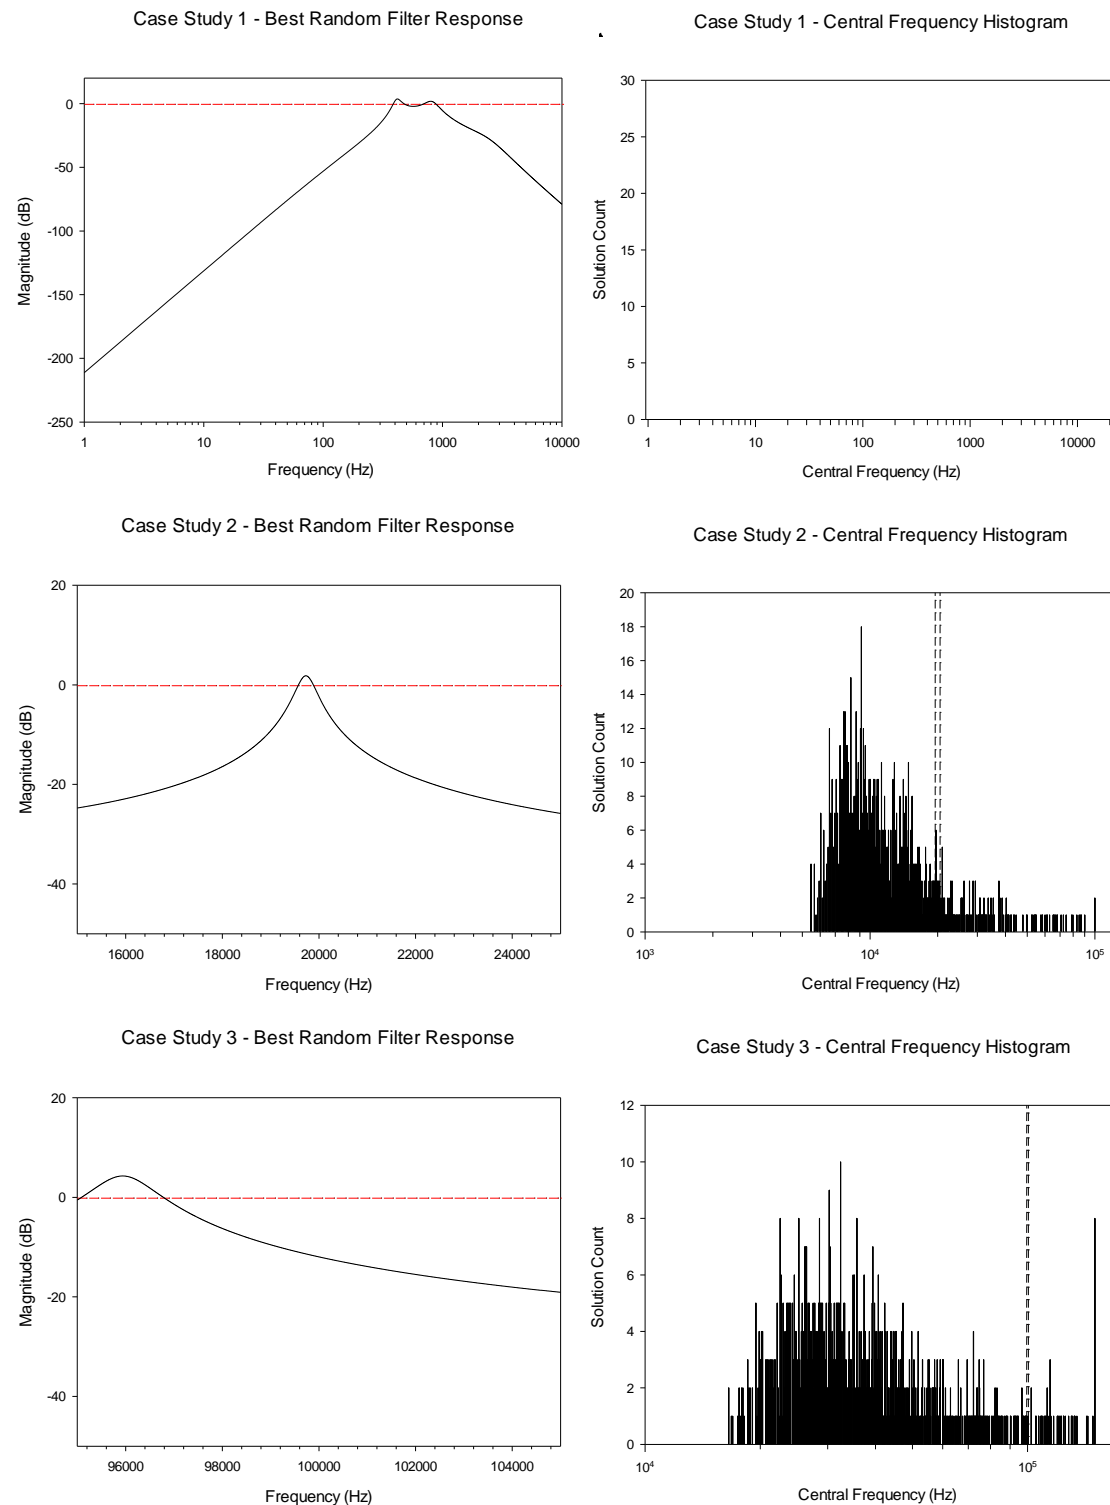 Case Study 1 - Best Random Filter Response
Magnitude (dB)
0
-50
-100
-150
-200
-250
1 10 100 1000 10000
Frequency (Hz)
Case Study 1 - Central Frequency Histogram
Solution Count
30
25
20
15
10
5
0
1 10 100 1000 10000
Central Frequency (Hz)
Case Study 2 - Best Random Filter Response
Magnitude (dB)
20
0
-20
-40
16000 18000 20000 22000 24000
Frequency (Hz)
Case Study 2 - Central Frequency Histogram
Solution Count
20
18
16
14
12
10
8
6
4
2
0
10³ 10⁴ 10⁵
Central Frequency (Hz)
Case Study 3 - Best Random Filter Response
Magnitude (dB)
20
0
-20
-40
96000 98000 100000 102000 104000
Frequency (Hz)
Case Study 3 - Central Frequency Histogram
Solution Count
12
10
8
6
4
2
0
10⁴ 10⁵
Central Frequency (Hz)